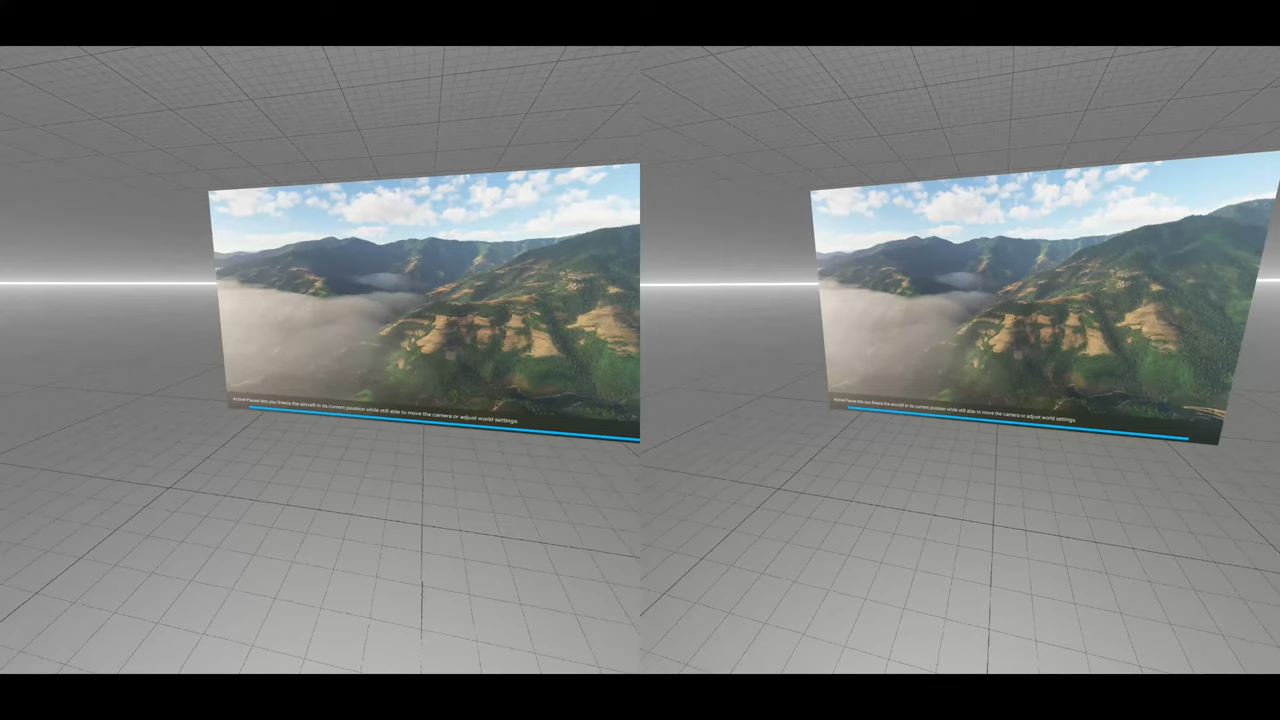 Active Pause lets you freeze the aircraft in its current position while still able to move the camera or adjust world settings.
Active Pause lets you freeze the aircraft in its current position while still able to move the camera or adjust world settings.